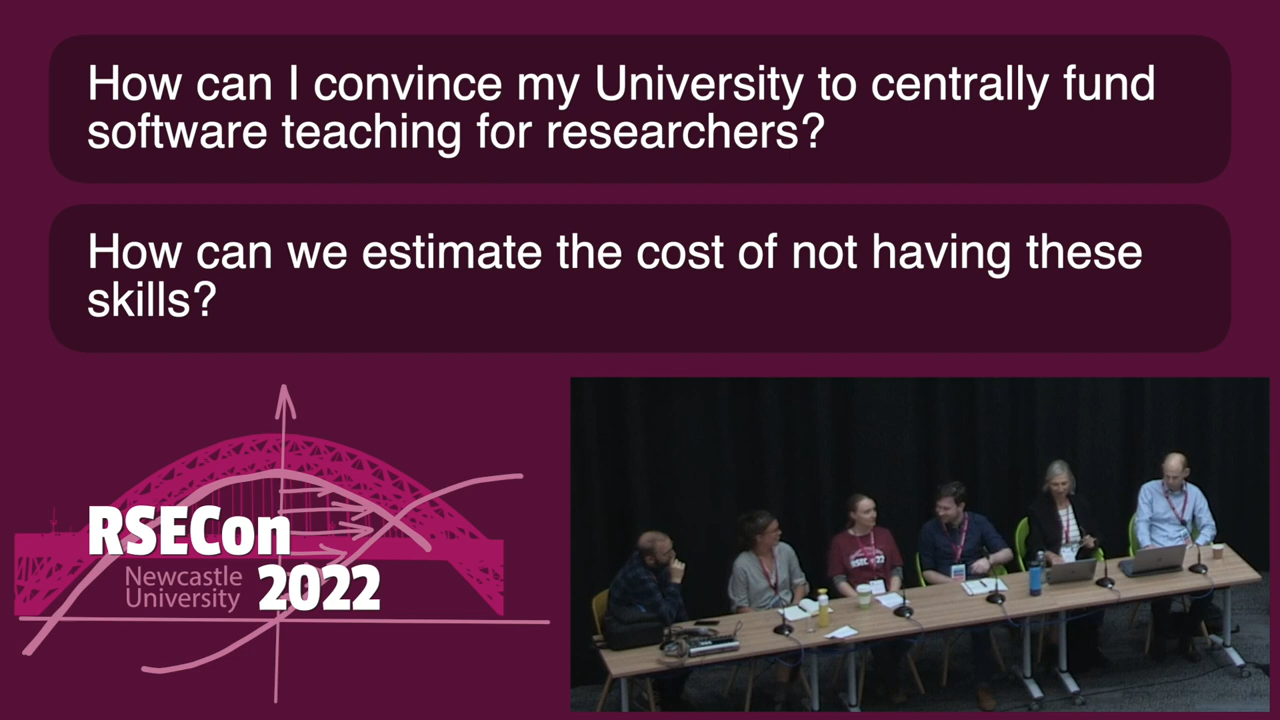 How can I convince my University to centrally fund
software teaching for researchers?
How can we estimate the cost of not having these
skills?
RSECon
Newcastle
University
2022